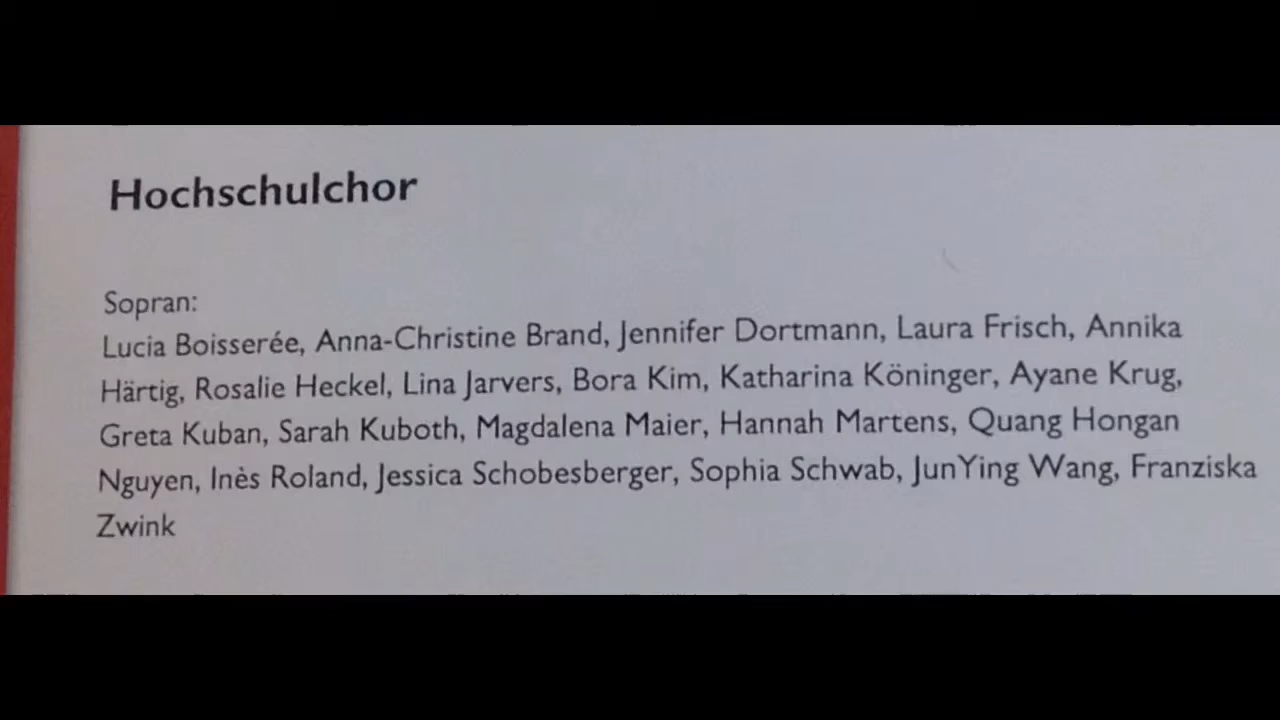 Hochschulchor
Sopran:
Lucia Boisserée, Anna-Christine Brand, Jennifer Dortmann, Laura Frisch, Annika
Härtig, Rosalie Heckel, Lina Jarvers, Bora Kim, Katharina Köninger, Ayane Krug,
Greta Kuban, Sarah Kuboth, Magdalena Maier, Hannah Martens, Quang Hongan
Nguyen, Inès Roland, Jessica Schobesberger, Sophia Schwab, JunYing Wang, Franziska
Zwink